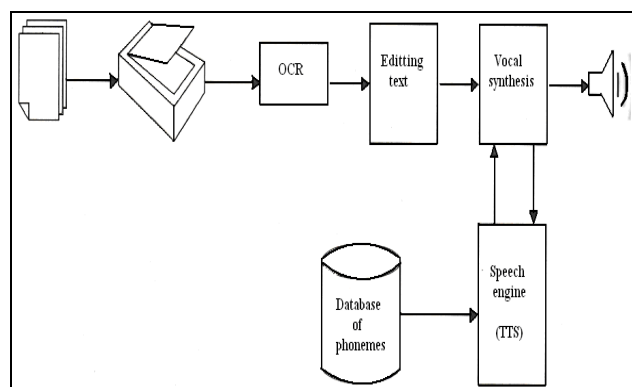 OCR
Editting
text
Vocal
synthesis
Speech
engine
(TTS)
Database
of
phonemes